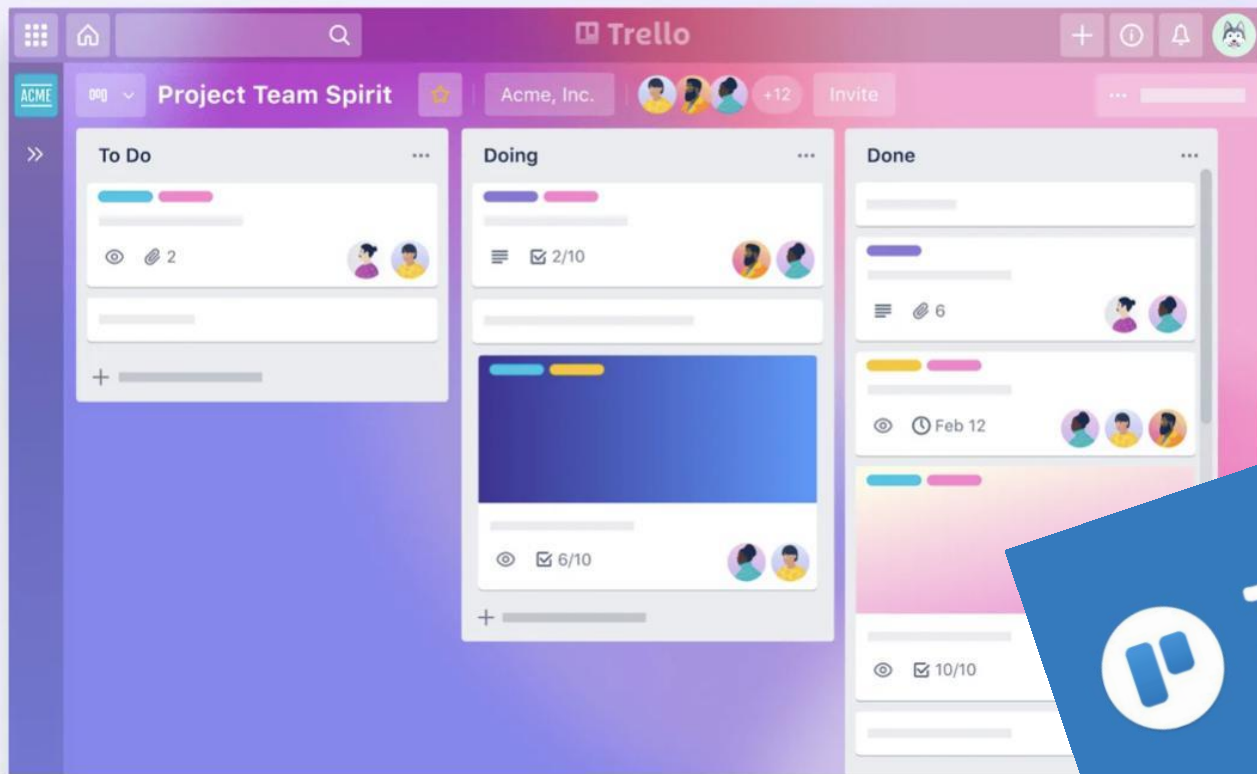 Trello
ACME
Project Team Spirit
Acme, Inc.
+12
Invite
To Do
2
Doing
2/10
6/10
Done
6
Feb 12
10/10